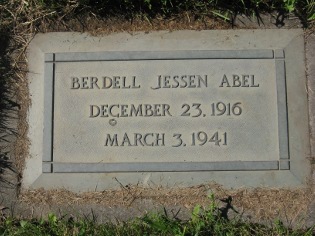 BERDELL JESSEN ABEL
DECEMBER 23, 1916
MARCH 3, 1941